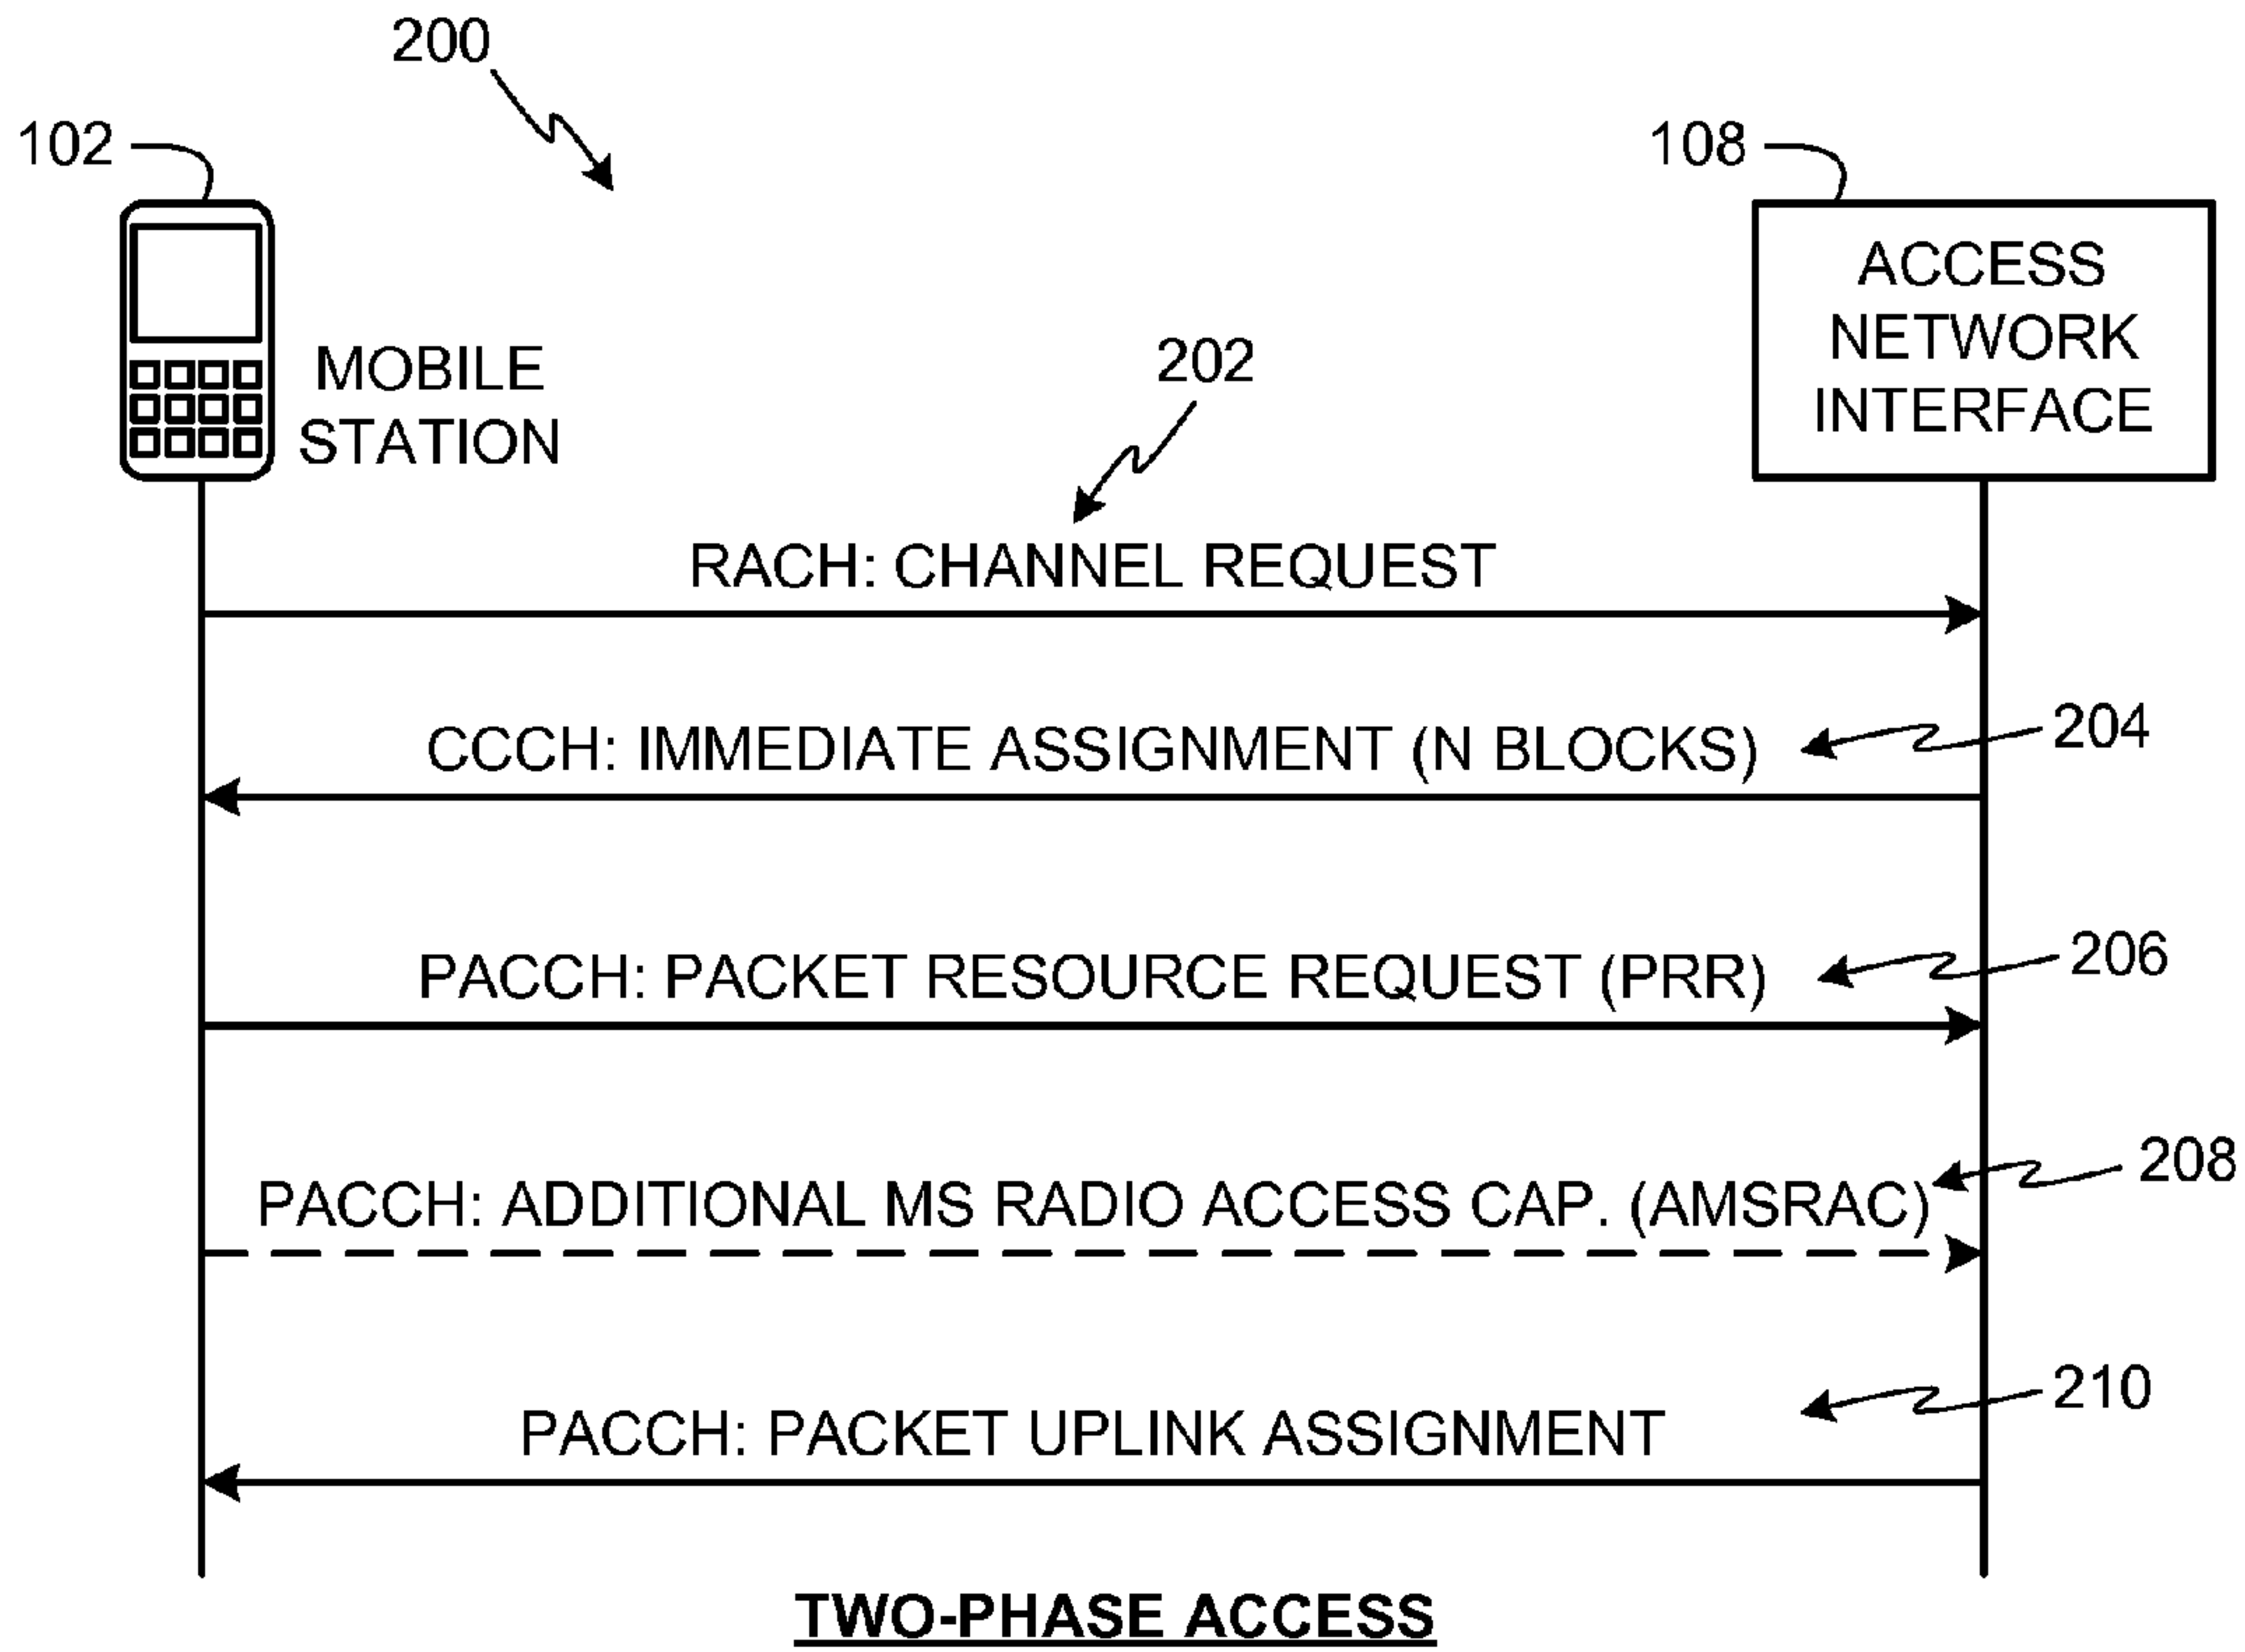 200
102
108
MOBILE
STATION
ACCESS
NETWORK
INTERFACE
202
RACH: CHANNEL REQUEST
CCCH: IMMEDIATE ASSIGNMENT (N BLOCKS)
204
PACCH: PACKET RESOURCE REQUEST (PRR)
206
PACCH: ADDITIONAL MS RADIO ACCESS CAP. (AMSRAC)
208
PACCH: PACKET UPLINK ASSIGNMENT
210
TWO-PHASE ACCESS